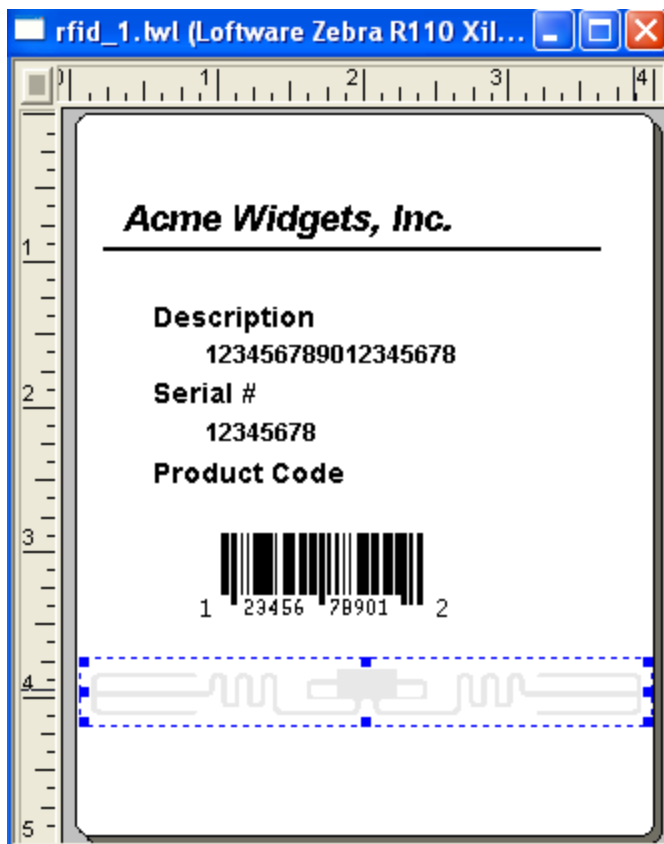 rfid_1.lwl (Loftware Zebra R110 Xil...
0 1 2 3 4
Acme Widgets, Inc.
1
Description
123456789012345678
2
Serial #
12345678
Product Code
3
1 23456 78901 2
4
5